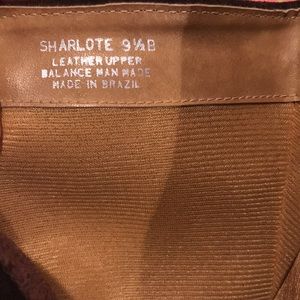 SHARLOTE 9½B
LEATHER UPPER
BALANCE MAN MADE
MADE IN BRAZIL